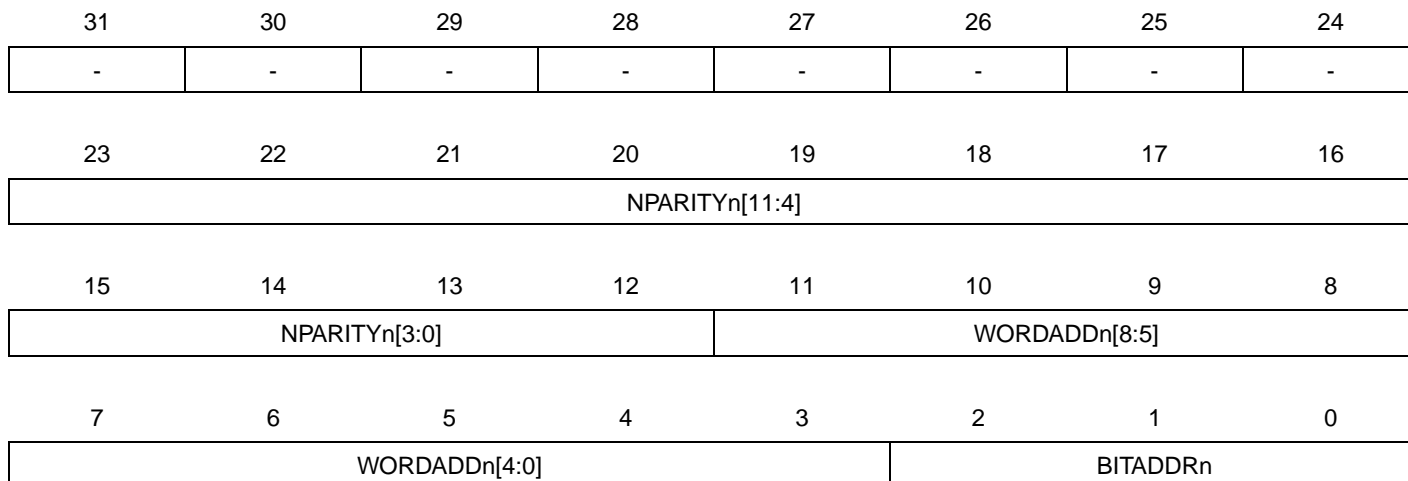 31 30 29 28 27 26 25 24
- - - - - - - -
23 22 21 20 19 18 17 16
NPARITYn[11:4]
15 14 13 12 11 10 9 8
NPARITYn[3:0] WORDADDn[8:5]
7 6 5 4 3 2 1 0
WORDADDn[4:0] BITADDRn